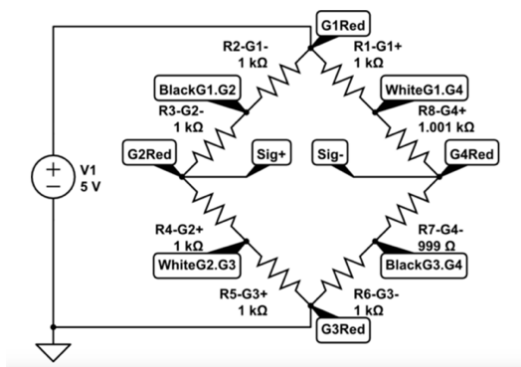 G1Red
R2-G1-
1 kΩ
R1-G1+
1 kΩ
BlackG1.G2
WhiteG1.G4
R3-G2-
1 kΩ
R8-G4+
1.001 kΩ
G2Red
Sig+
Sig-
G4Red
+
V1
5 V
R4-G2+
1 kΩ
R7-G4-
999 Ω
WhiteG2.G3
BlackG3.G4
R5-G3+
1 kΩ
R6-G3-
1 kΩ
G3Red